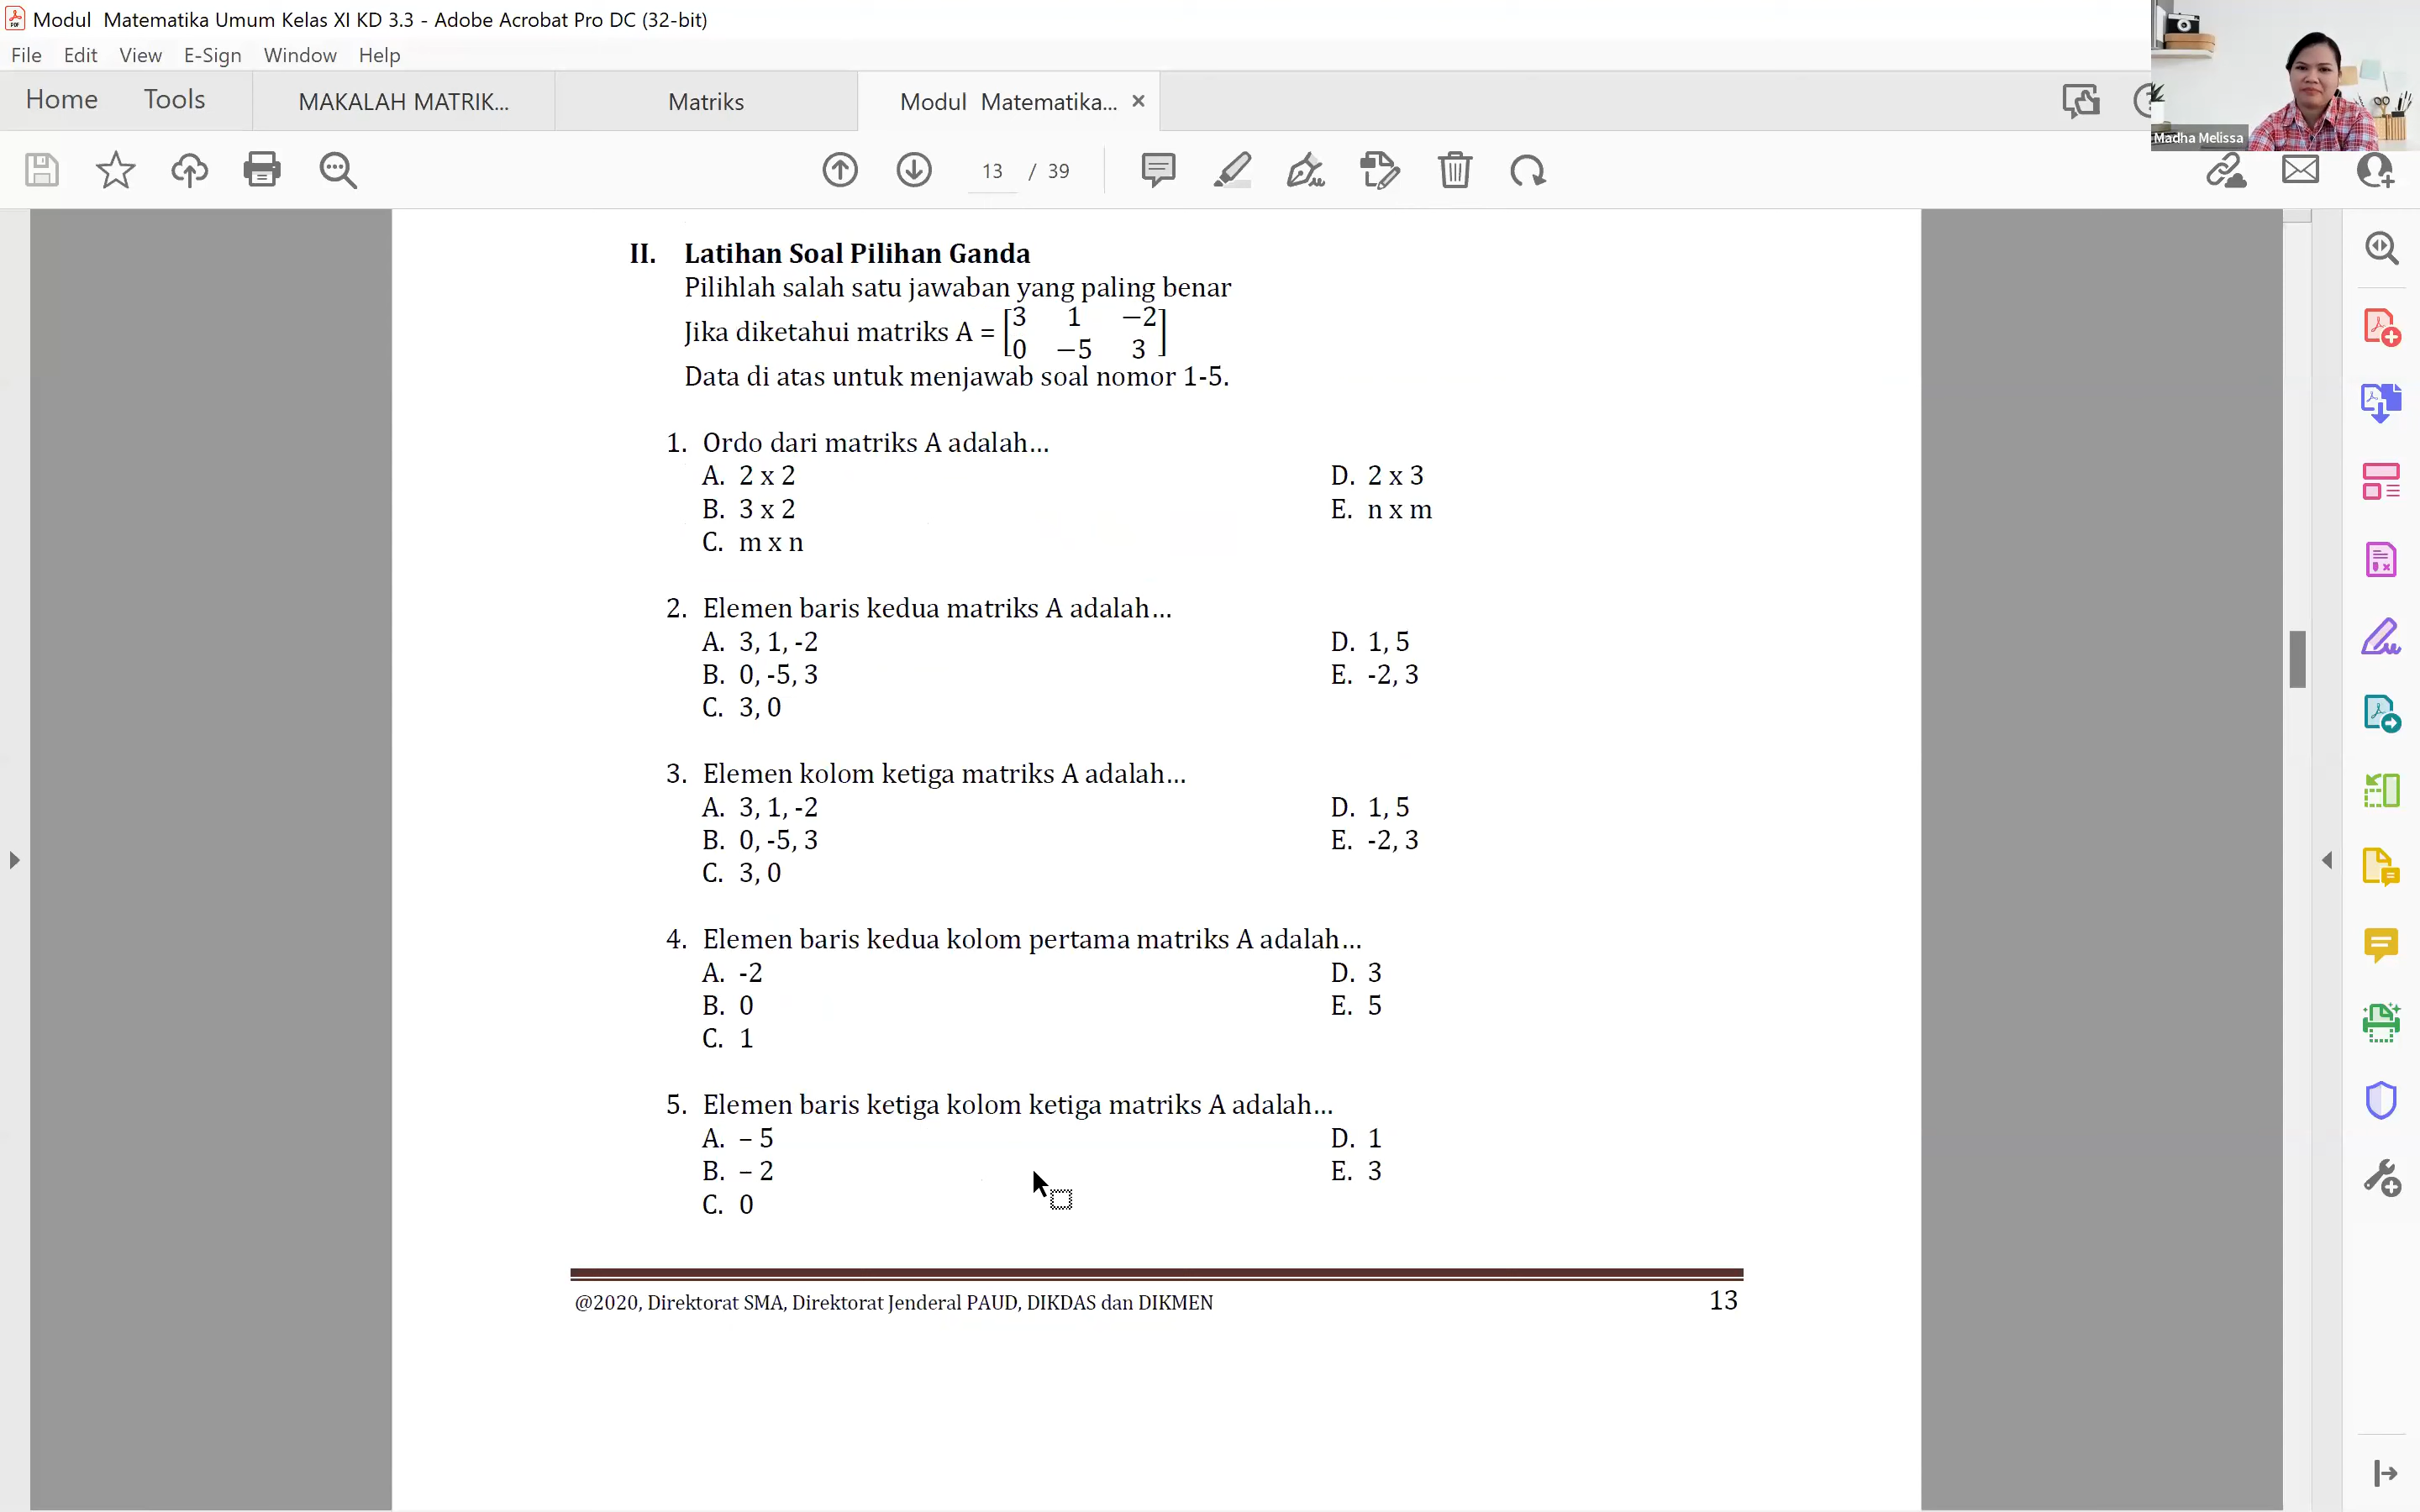 Modul Matematika Umum Kelas XI KD 3.3 - Adobe Acrobat Pro DC (32-bit)
File Edit View E-Sign Window Help
Home Tools MAKALAH MATRIK... Matriks Modul Matematika... ×
Madha Melissa
13 / 39
II. Latihan Soal Pilihan Ganda
Pilihlah salah satu jawaban yang paling benar
Jika diketahui matriks A = [3 1 −2
0 −5 3]
Data di atas untuk menjawab soal nomor 1-5.
1. Ordo dari matriks A adalah...
A. 2 x 2 D. 2 x 3
B. 3 x 2 E. n x m
C. m x n
2. Elemen baris kedua matriks A adalah...
A. 3, 1, -2 D. 1, 5
B. 0, -5, 3 E. -2, 3
C. 3, 0
3. Elemen kolom ketiga matriks A adalah...
A. 3, 1, -2 D. 1, 5
B. 0, -5, 3 E. -2, 3
C. 3, 0
4. Elemen baris kedua kolom pertama matriks A adalah...
A. -2 D. 3
B. 0 E. 5
C. 1
5. Elemen baris ketiga kolom ketiga matriks A adalah...
A. – 5 D. 1
B. – 2 E. 3
C. 0
@2020, Direktorat SMA, Direktorat Jenderal PAUD, DIKDAS dan DIKMEN 13